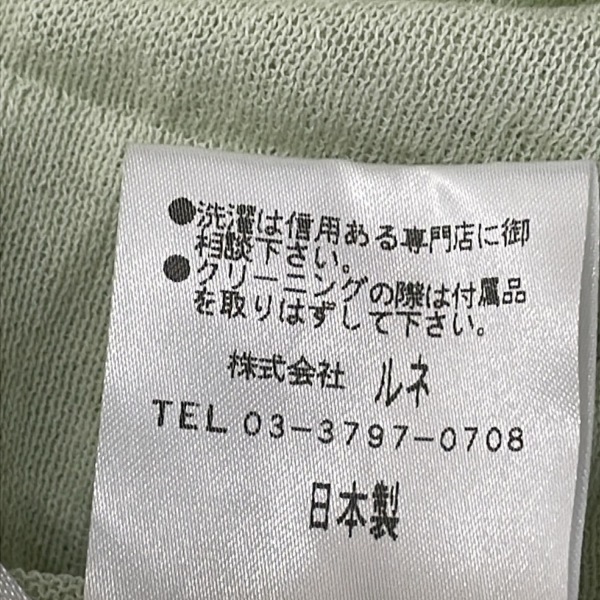 ●洗濯は信用ある専門店に御
相談下さい。
●クリーニングの際は付属品
を取りはずして下さい。
株式会社 ルネ
TEL 03-3797-0708
日本製